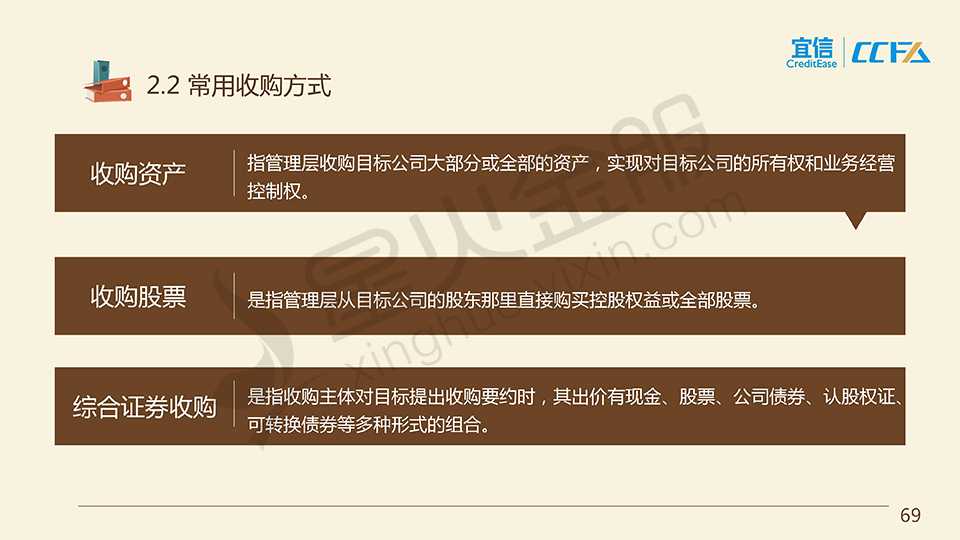 宜信
CreditEase
CCFA
2.2 常用收购方式
收购资产
指管理层收购目标公司大部分或全部的资产，实现对目标公司的所有权和业务经营
控制权。
收购股票
是指管理层从目标公司的股东那里直接购买控股权益或全部股票。
综合证券收购
是指收购主体对目标提出收购要约时，其出价有现金、股票、公司债券、认股权证、
可转换债券等多种形式的组合。
星火金服
xinghuoyixin.com
69